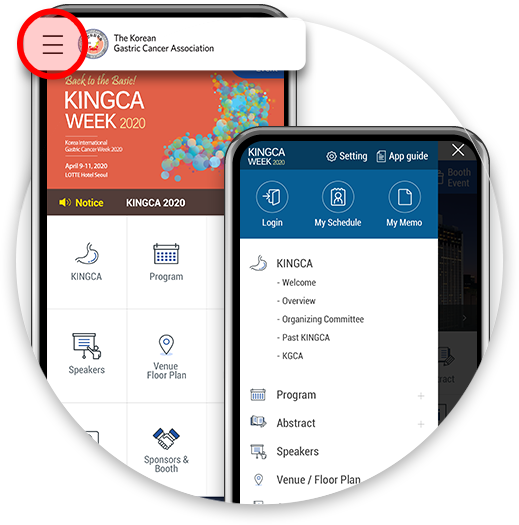 The Korean
Gastric Cancer Association
Event
Back to the Basic!
KINGCA
WEEK 2020
Korea International
Gastric Cancer Week 2020
April 9-11, 2020
LOTTE Hotel Seoul
Notice
KINGCA 2020
KINGCA
Program
Speakers
Venue
Floor Plan
Sponsors &
Booth
KINGCA
WEEK 2020
Setting
App guide
Login
My Schedule
My Memo
Booth
Event
KINGCA
- Welcome
- Overview
- Organizing Committee
- Past KINGCA
- KGCA
Program +
Abstract +
Speakers
Venue / Floor Plan